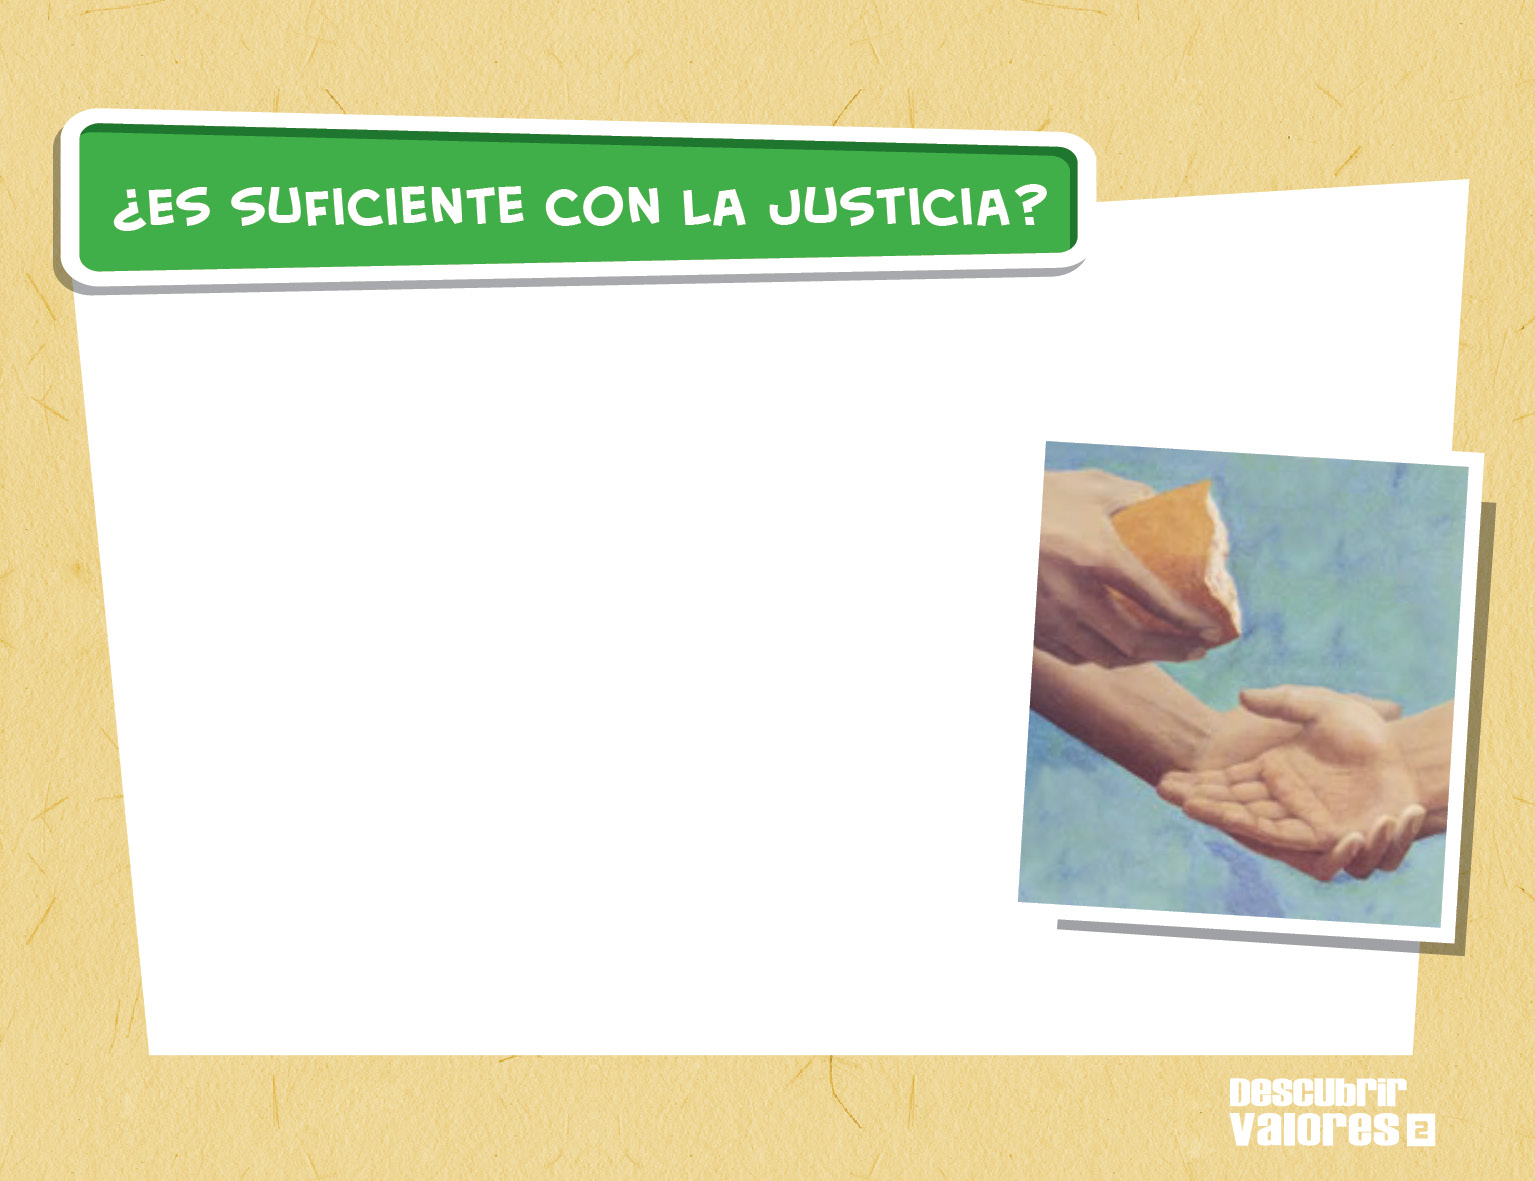 ¿ES SUFICIENTE CON LA JUSTICIA?
Descubrir
valores 2